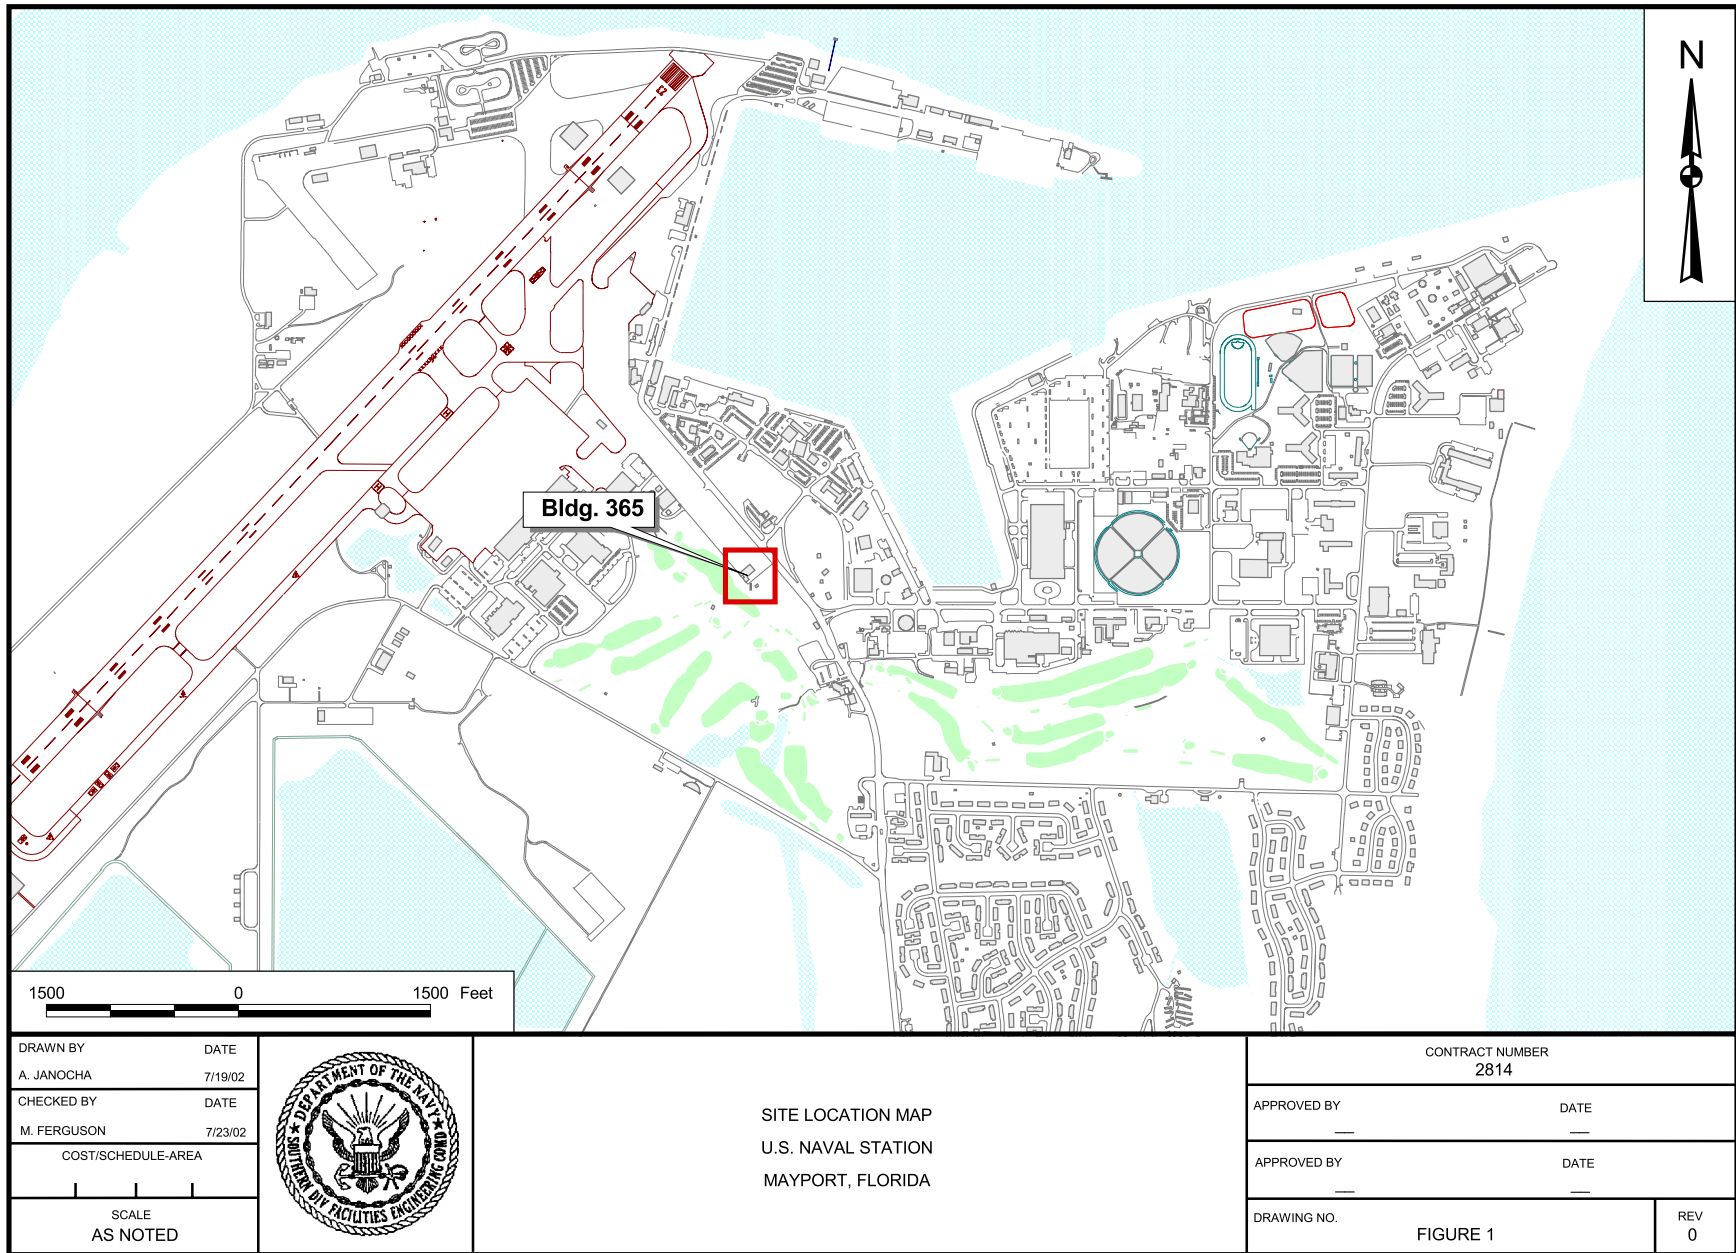 N
Bldg. 365
1500 0 1500 Feet
DRAWN BY DATE
A. JANOCHA 7/19/02
CHECKED BY DATE
M. FERGUSON 7/23/02
COST/SCHEDULE-AREA
SCALE
AS NOTED
DEPARTMENT OF THE NAVY
SOUTHERN DIV FACILITIES ENGINEERING COMD
SITE LOCATION MAP
U.S. NAVAL STATION
MAYPORT, FLORIDA
CONTRACT NUMBER
2814
APPROVED BY DATE
APPROVED BY DATE
DRAWING NO.
FIGURE 1
REV
0